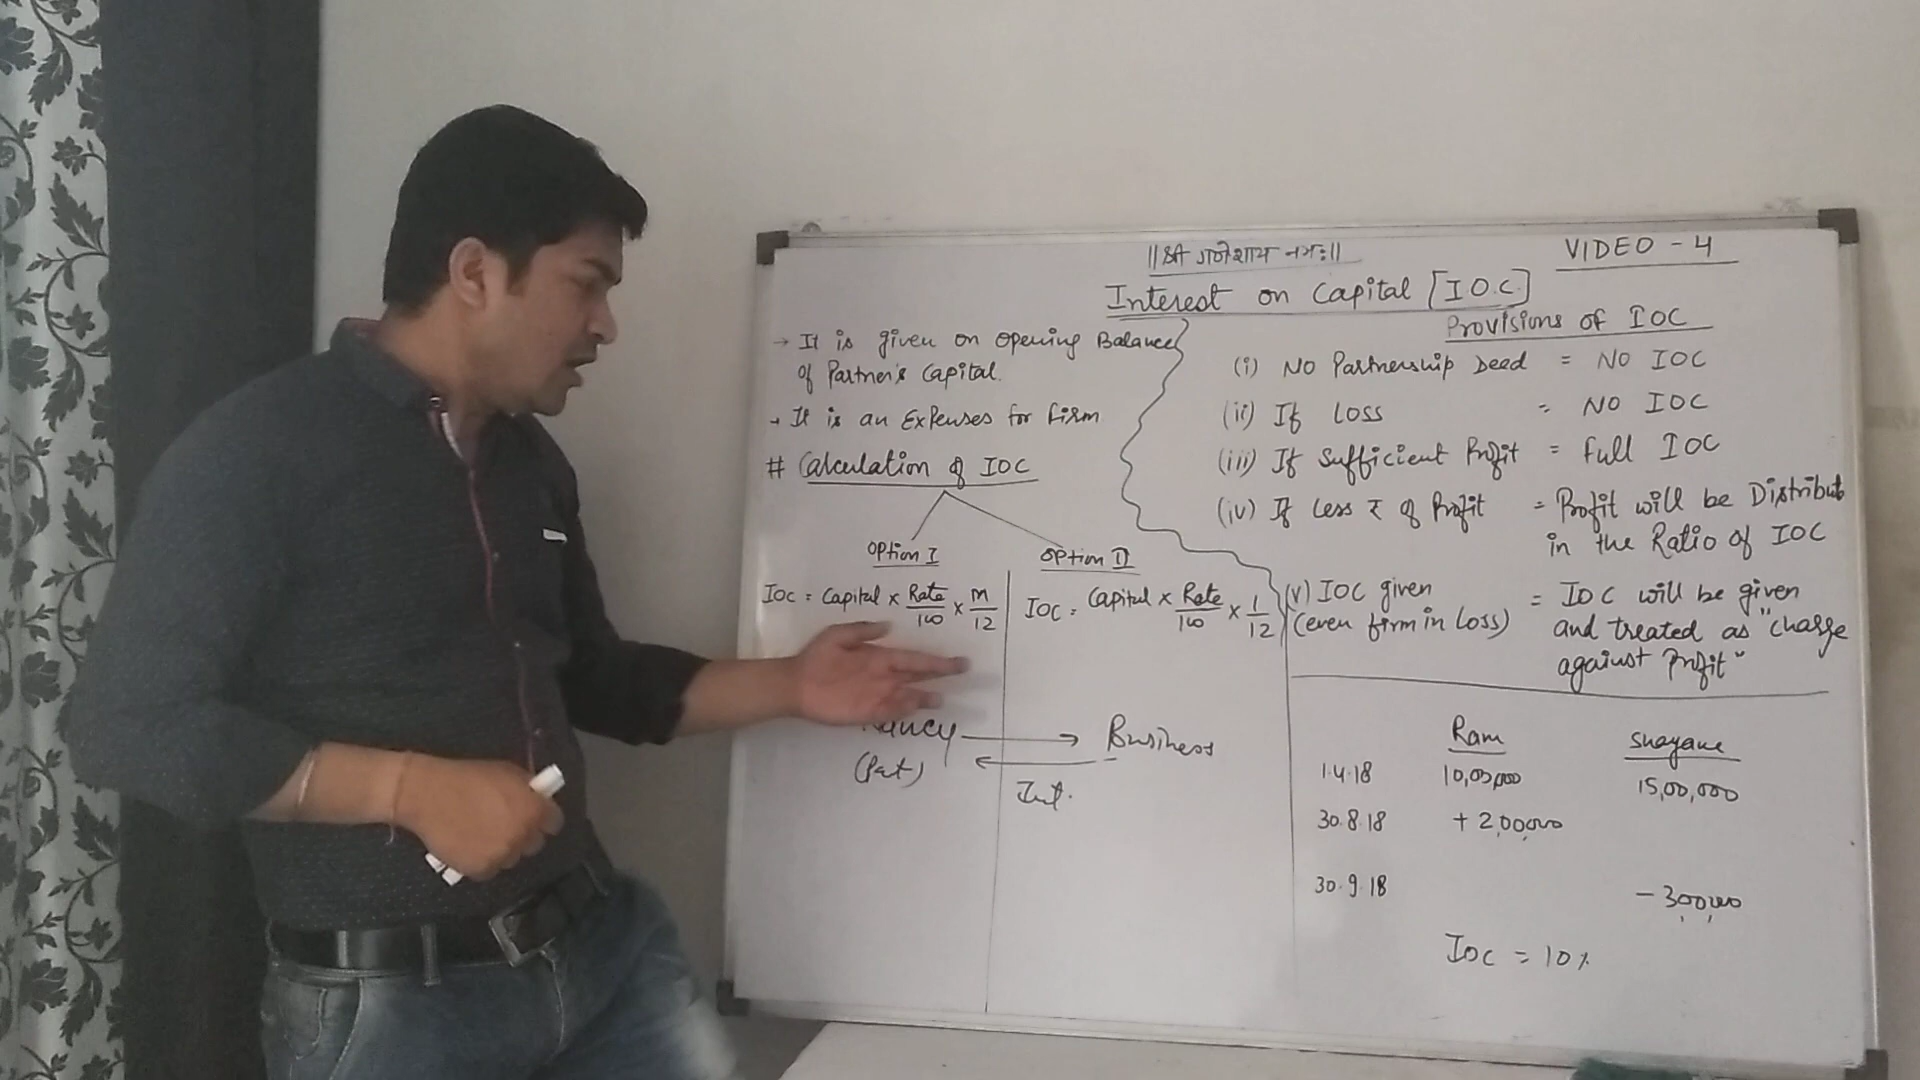 ||श्री गणेशाय नमः||
VIDEO - 4
Interest on Capital [I.O.C.]
→ It is given on opening Balance
of Partner's Capital.
→ It is an Expenses for firm
# Calculation of IOC
Option I
IOC = Capital × Rate/100 × M/12
Option II
IOC = Capital × Rate/100 × 1/12
(Pat)
Business
Int.
Provisions of IOC
(i) No Partnership Deed = NO IOC
(ii) If Loss = NO IOC
(iii) If Sufficient Profit = full IOC
(iv) If Less ₹ of Profit = Profit will be Distribut
in the Ratio of IOC
(v) IOC given = IOC will be given
(even firm in Loss) and treated as "charge
against Profit"
Ram
1.4.18 10,00,000 15,00,000
30.8.18 + 2,00,000
30.9.18 - 3,00,000
IOC = 10%